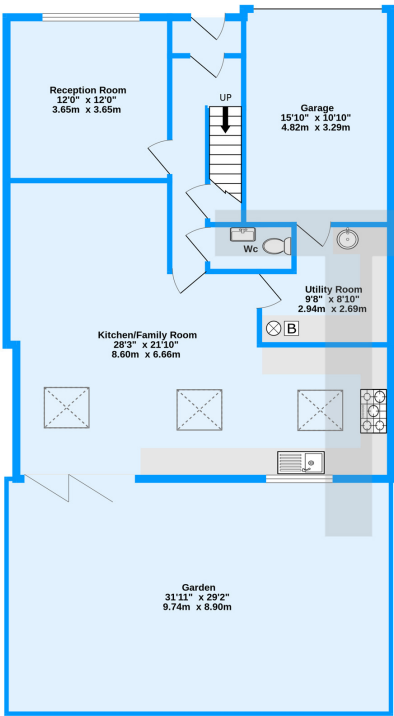 Reception Room
12'0" x 12'0"
3.65m x 3.65m
UP
Garage
15'10" x 10'10"
4.82m x 3.29m
Wc
Utility Room
9'8" x 8'10"
2.94m x 2.69m
B
Kitchen/Family Room
28'3" x 21'10"
8.60m x 6.66m
Garden
31'11" x 29'2"
9.74m x 8.90m